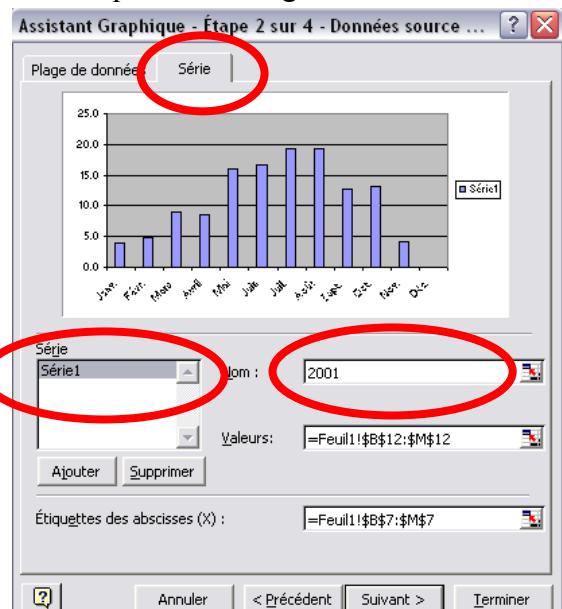 Assistant Graphique - Étape 2 sur 4 - Données source ...
Plage de données Série
25.0
20.0
15.0
10.0
5.0
0.0
Série1
Janv. Févr. Mars Avril Mai Juin Juil. Août Sept. Oct. Nov. Déc.
Série
Série1
Nom :
2001
Valeurs:
=Feuil1!$B$12:$M$12
Ajouter Supprimer
Étiquettes des abscisses (X) :
=Feuil1!$B$7:$M$7
Annuler < Précédent Suivant > Terminer